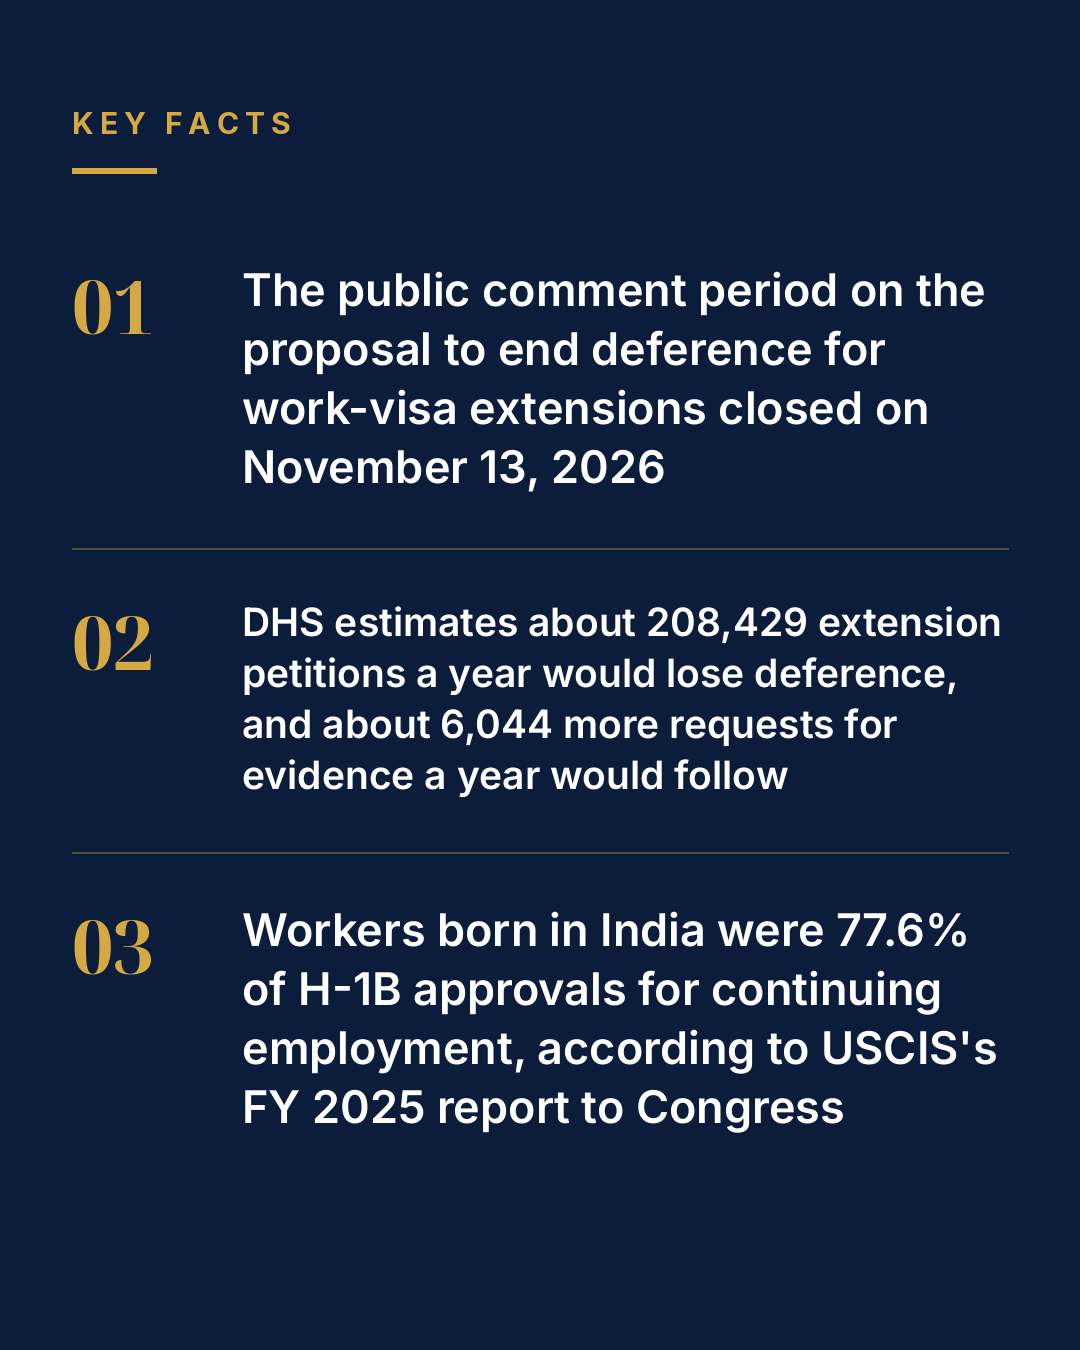 KEY FACTS
01
The public comment period on the
proposal to end deference for
work-visa extensions closed on
November 13, 2026
02
DHS estimates about 208,429 extension
petitions a year would lose deference,
and about 6,044 more requests for
evidence a year would follow
03
Workers born in India were 77.6%
of H-1B approvals for continuing
employment, according to USCIS's
FY 2025 report to Congress